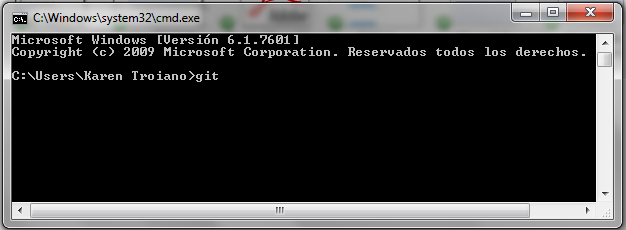 C:\Windows\system32\cmd.exe
Microsoft Windows [Versión 6.1.7601]
Copyright (c) 2009 Microsoft Corporation. Reservados todos los derechos.
C:\Users\Karen Troiano>git